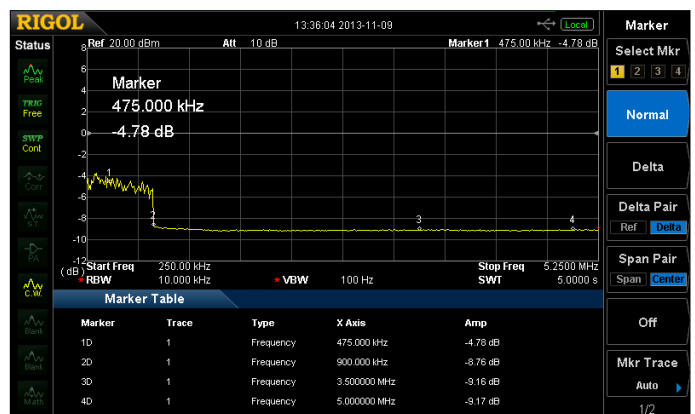 RIGOL
13:36:04 2013-11-09
Local
Marker
Status
Ref 20.00 dBm
Att 10 dB
Marker1 475.00 kHz -4.78 dB
Select Mkr
1 2 3 4
Peak
TRIG
Free
SWP
Cont
Corr
S.T.
PA
C.W.
Blank
Blank
Math
8
6
4
2
0
-2
-4
-6
-8
-10
-12
(dB)
Marker
475.000 kHz
-4.78 dB
1
2
3
4
Start Freq 250.00 kHz
Stop Freq 5.2500 MHz
* RBW 10.000 kHz
* VBW 100 Hz
SWT 5.0000 s
Marker Table
Marker Trace Type X Axis Amp
1D 1 Frequency 475.000 kHz -4.78 dB
2D 1 Frequency 900.000 kHz -8.76 dB
3D 1 Frequency 3.500000 MHz -9.16 dB
4D 1 Frequency 5.000000 MHz -9.17 dB
Normal
Delta
Delta Pair
Ref Delta
Span Pair
Span Center
Off
Mkr Trace
Auto
1/2